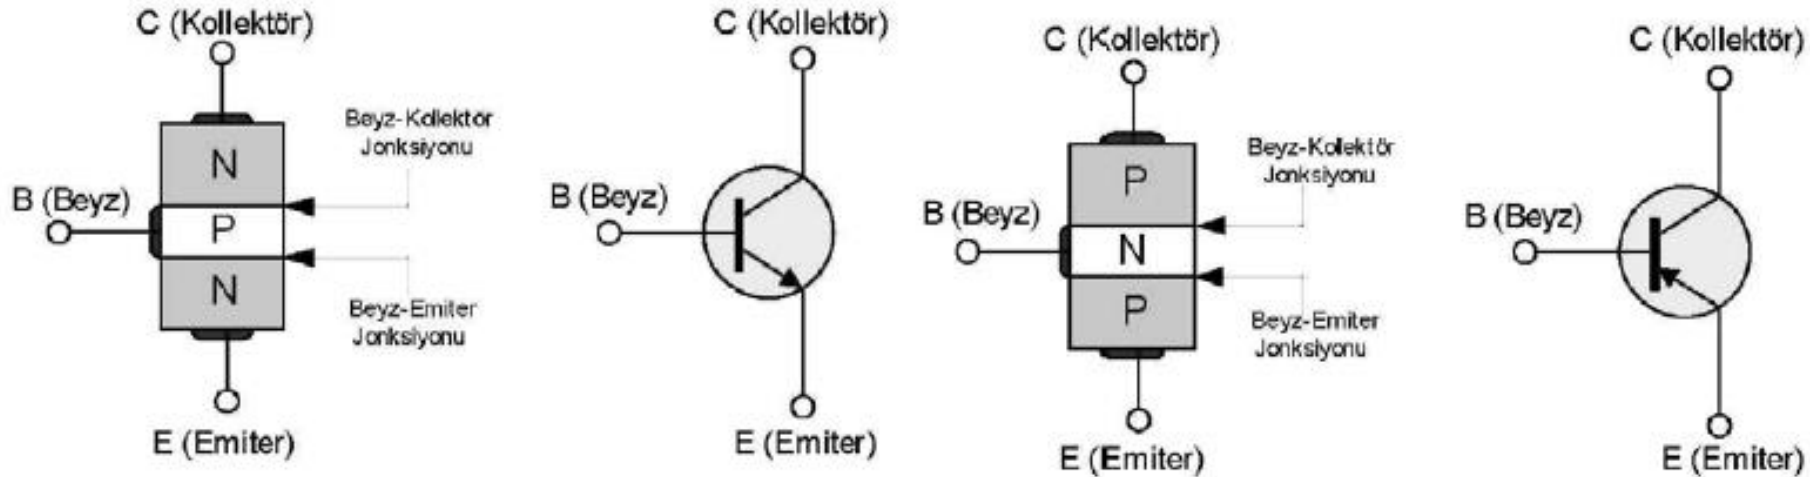 C (Kollektör)
Beyz-Kollektör
Jonksiyonu
N
B (Beyz)
P
N
Beyz-Emiter
Jonksiyonu
E (Emiter)
C (Kollektör)
B (Beyz)
E (Emiter)
C (Kollektör)
Beyz-Kollektör
Jonksiyonu
P
B (Beyz)
N
P
Beyz-Emiter
Jonksiyonu
E (Emiter)
C (Kollektör)
B (Beyz)
E (Emiter)